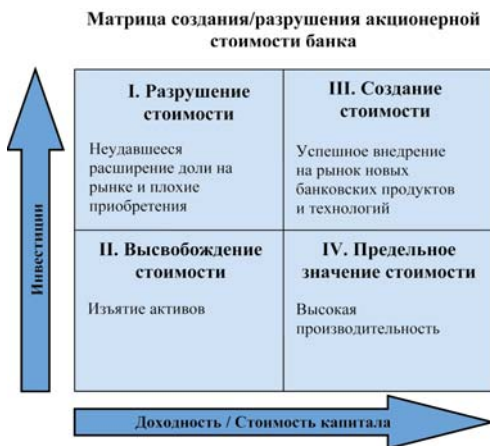 Матрица создания/разрушения акционерной
стоимости банка
I. Разрушение
стоимости
Неудавшееся
расширение доли на
рынке и плохие
приобретения
III. Создание
стоимости
Успешное внедрение
на рынок новых
банковских продуктов
и технологий
II. Высвобождение
стоимости
Изъятие активов
IV. Предельное
значение стоимости
Высокая
производительность
Инвестиции
Доходность / Стоимость капитала